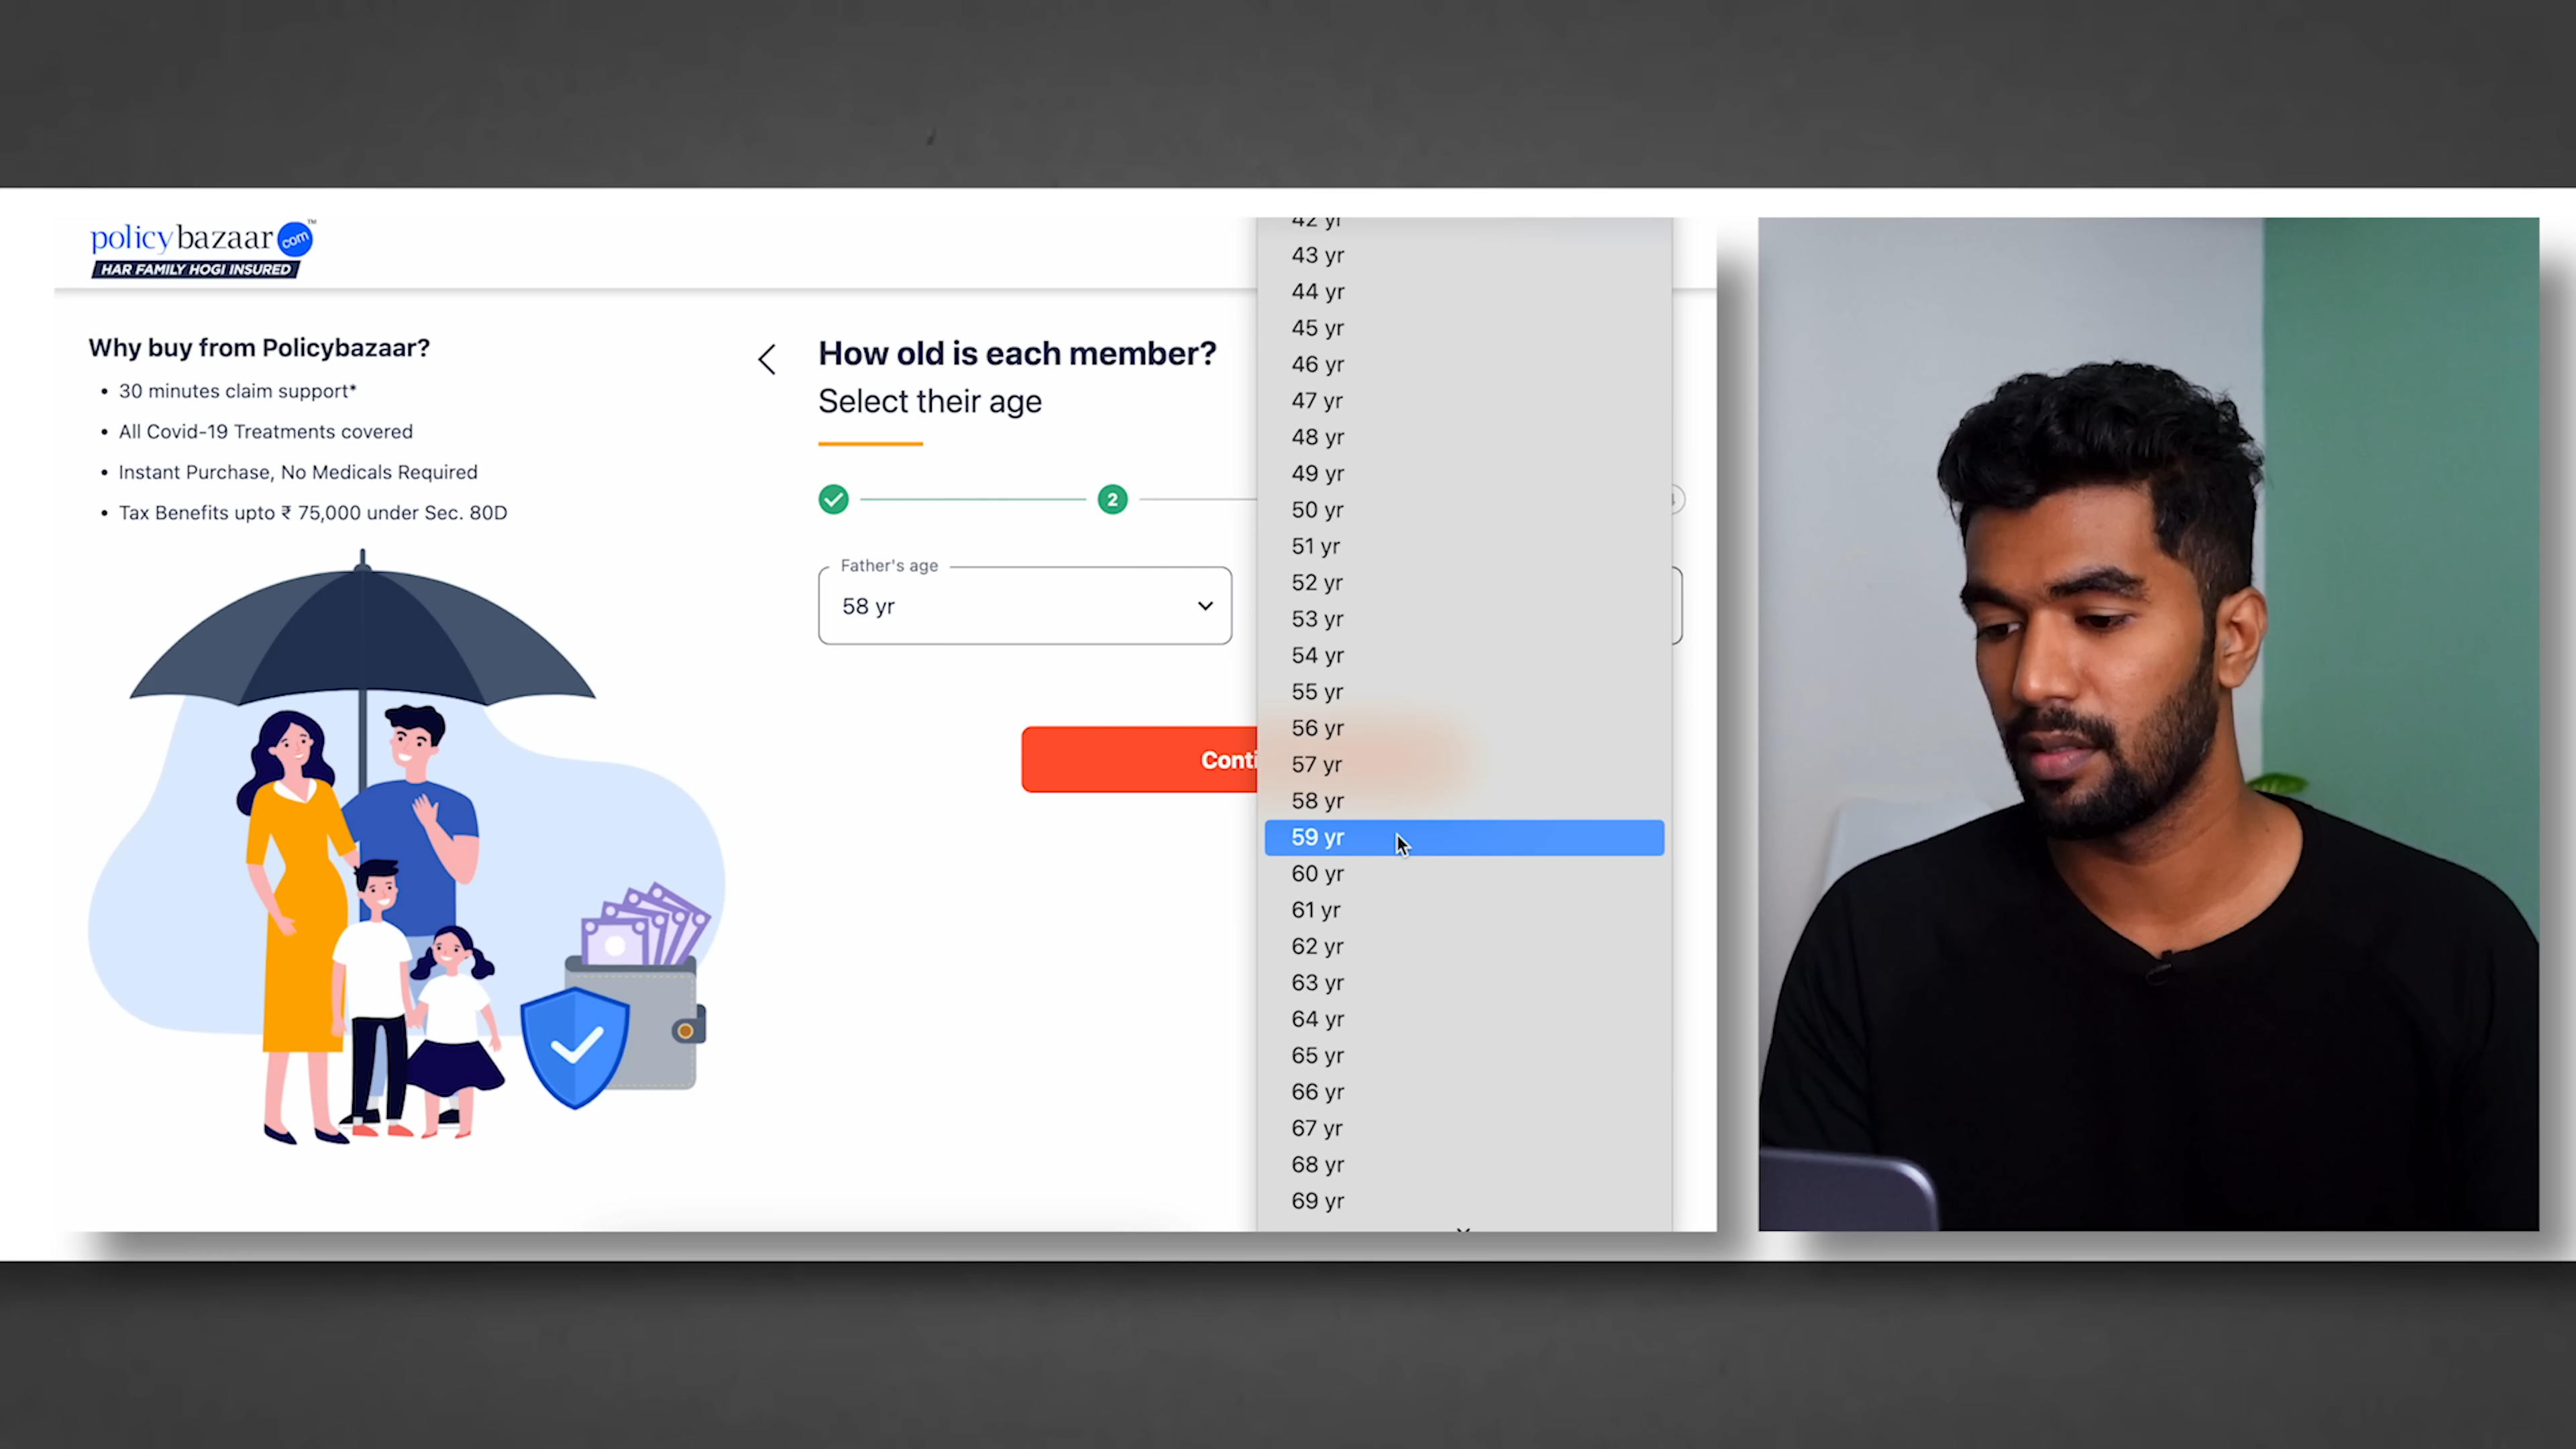 policybazaar com ™
HAR FAMILY HOGI INSURED
Why buy from Policybazaar?
• 30 minutes claim support*
• All Covid-19 Treatments covered
• Instant Purchase, No Medicals Required
• Tax Benefits upto ₹ 75,000 under Sec. 80D
How old is each member?
Select their age
2
Father's age
58 yr
Conti
42 yr
43 yr
44 yr
45 yr
46 yr
47 yr
48 yr
49 yr
50 yr
51 yr
52 yr
53 yr
54 yr
55 yr
56 yr
57 yr
58 yr
59 yr
60 yr
61 yr
62 yr
63 yr
64 yr
65 yr
66 yr
67 yr
68 yr
69 yr